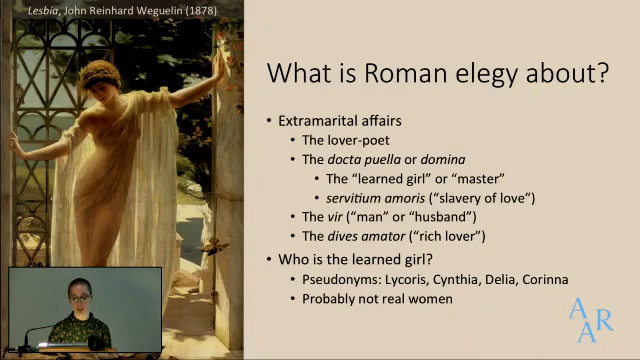 Lesbia, John Reinhard Weguelin (1878)
What is Roman elegy about?
• Extramarital affairs
• The lover-poet
• The docta puella or domina
• The “learned girl” or “master”
• servitium amoris (“slavery of love”)
• The vir (“man” or “husband”)
• The dives amator (“rich lover”)
• Who is the learned girl?
• Pseudonyms: Lycoris, Cynthia, Delia, Corinna
• Probably not real women
AAR